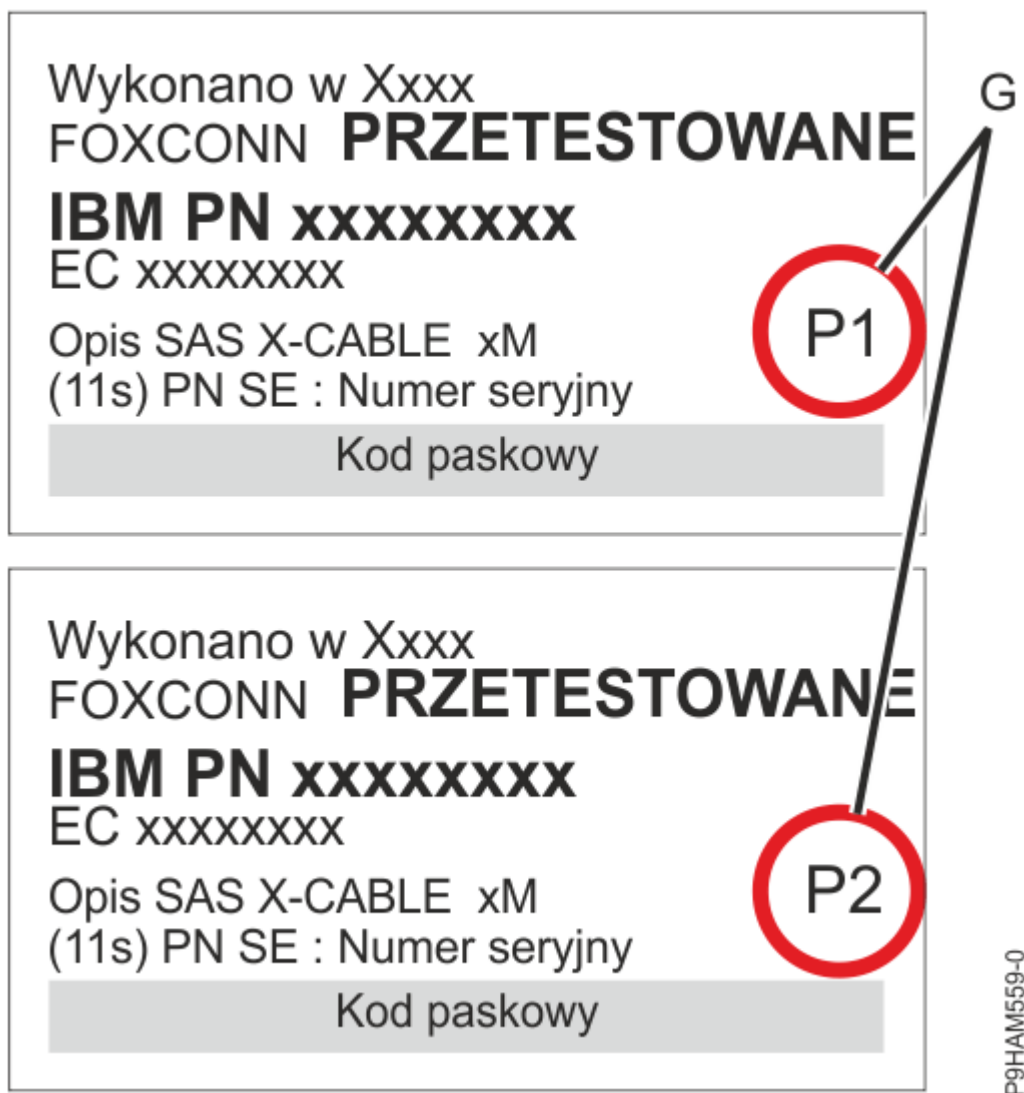 Wykonano w Xxxx
FOXCONN PRZETESTOWANE
IBM PN xxxxxxxx
EC xxxxxxxx
Opis SAS X-CABLE xM
(11s) PN SE : Numer seryjny
Kod paskowy
P1
G
Wykonano w Xxxx
FOXCONN PRZETESTOWANE
IBM PN xxxxxxxx
EC xxxxxxxx
Opis SAS X-CABLE xM
(11s) PN SE : Numer seryjny
Kod paskowy
P2
P9HAM559-0